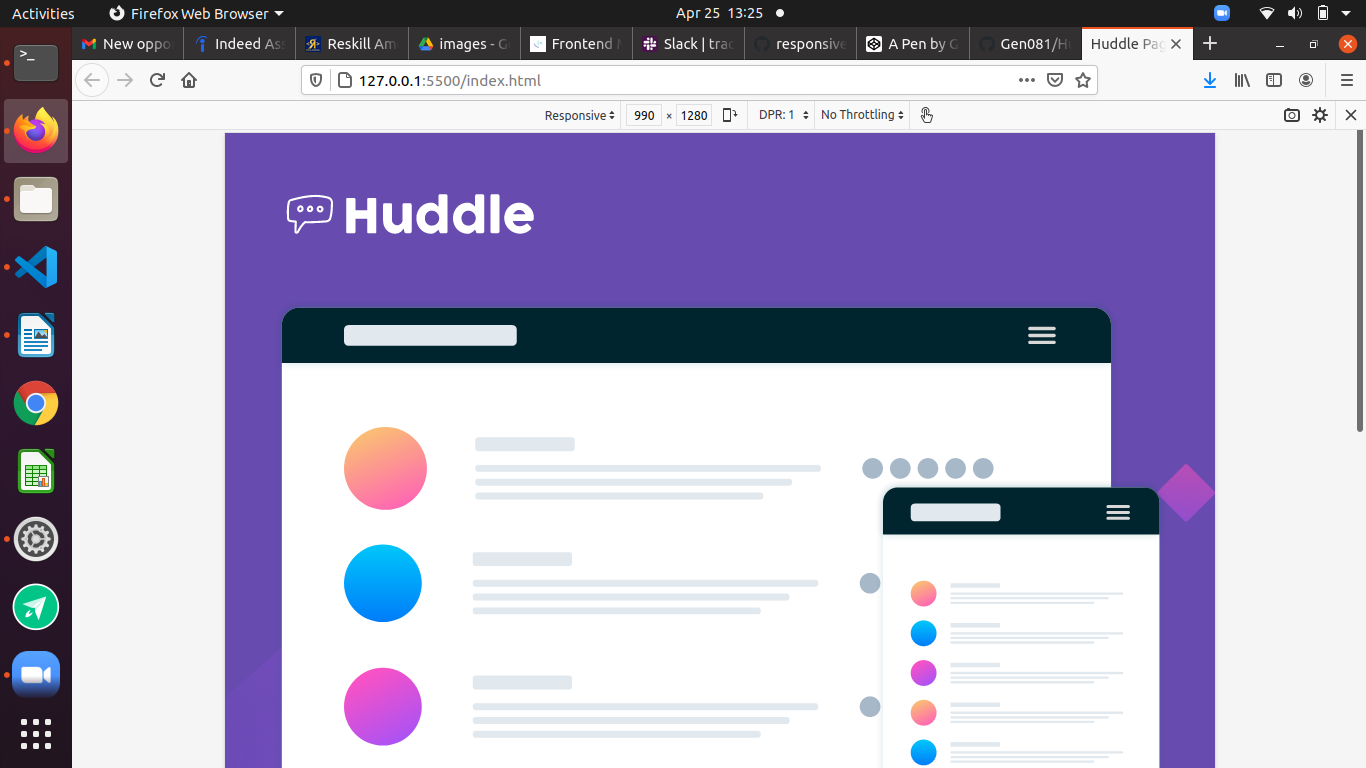 Activities
Firefox Web Browser
Apr 25 13:25
New oppo
Indeed Ass
Reskill Am
images - Go
Frontend M
Slack | trac
responsive
A Pen by G
Gen081/Hu
Huddle Pag
127.0.0.1:5500/index.html
Responsive
990 × 1280
DPR: 1
No Throttling
Huddle